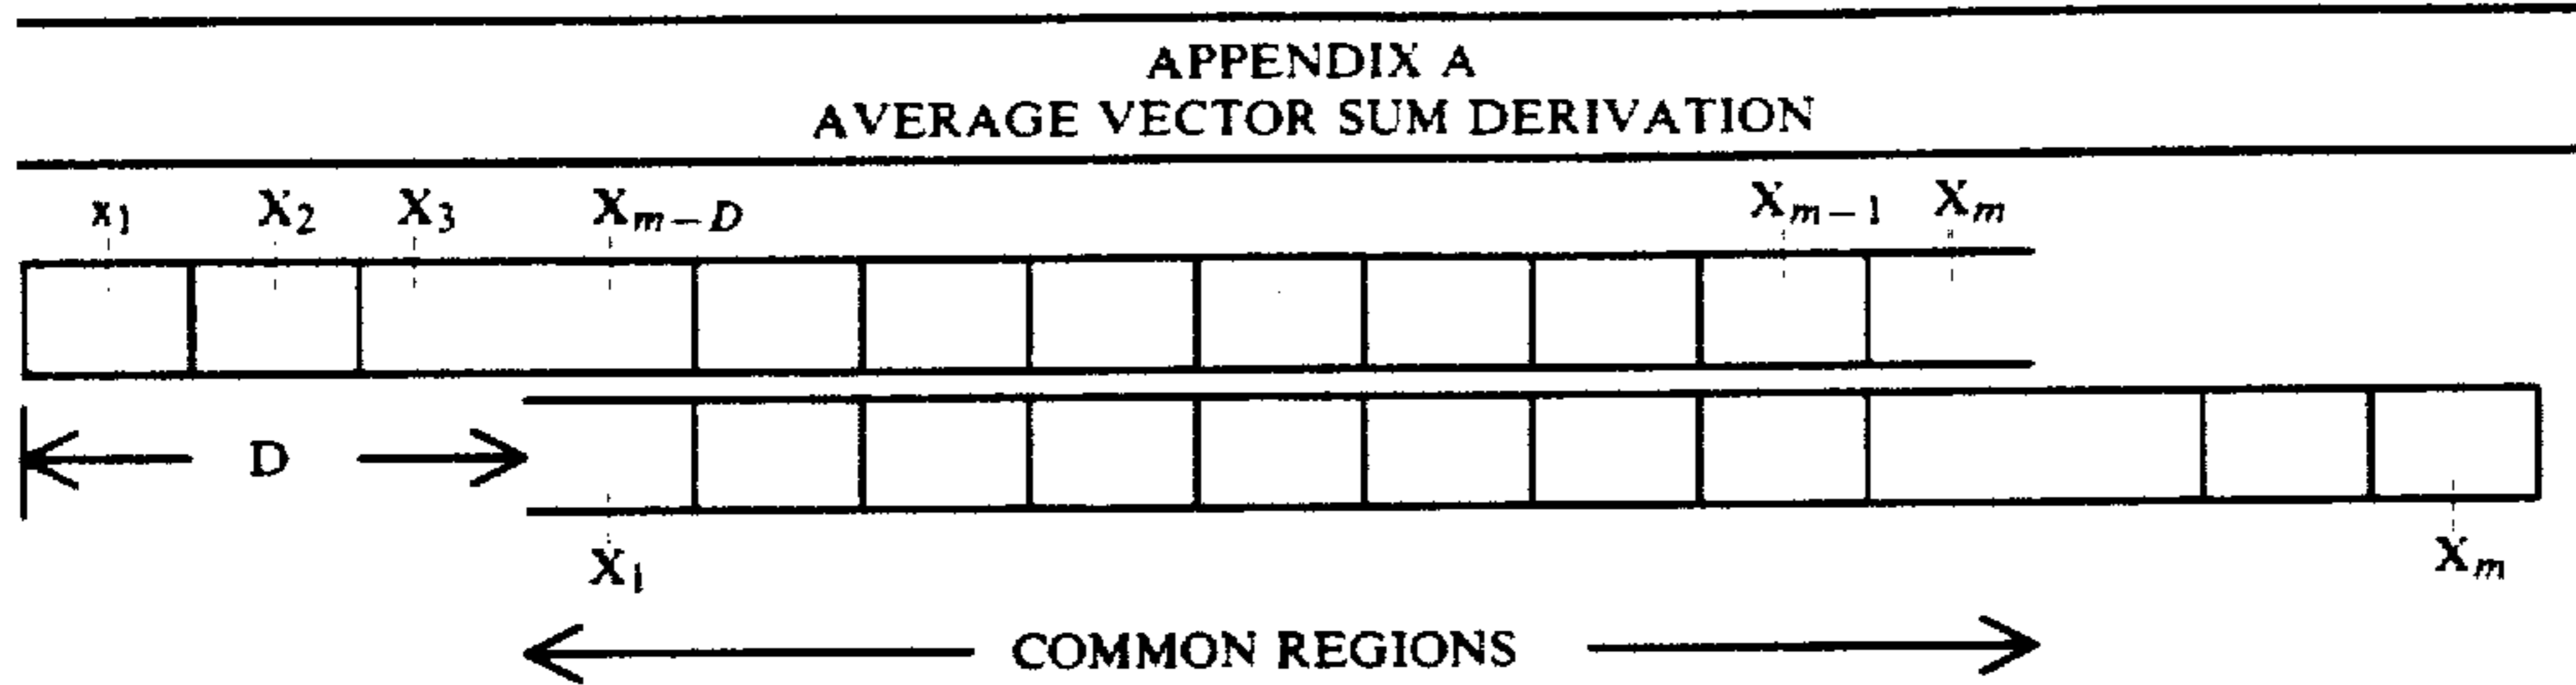 APPENDIX A
AVERAGE VECTOR SUM DERIVATION
x₁ X₂ X₃ Xₘ₋D Xₘ₋₁ Xₘ
D
X₁ Xₘ
COMMON REGIONS